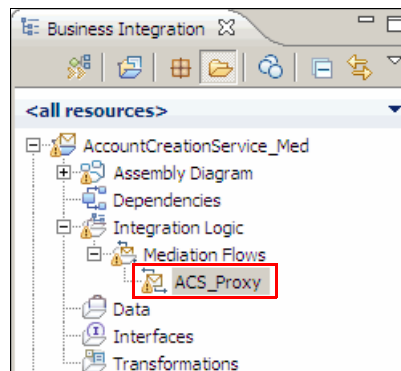 Business Integration
<all resources>
AccountCreationService_Med
Assembly Diagram
Dependencies
Integration Logic
Mediation Flows
ACS_Proxy
Data
Interfaces
Transformations